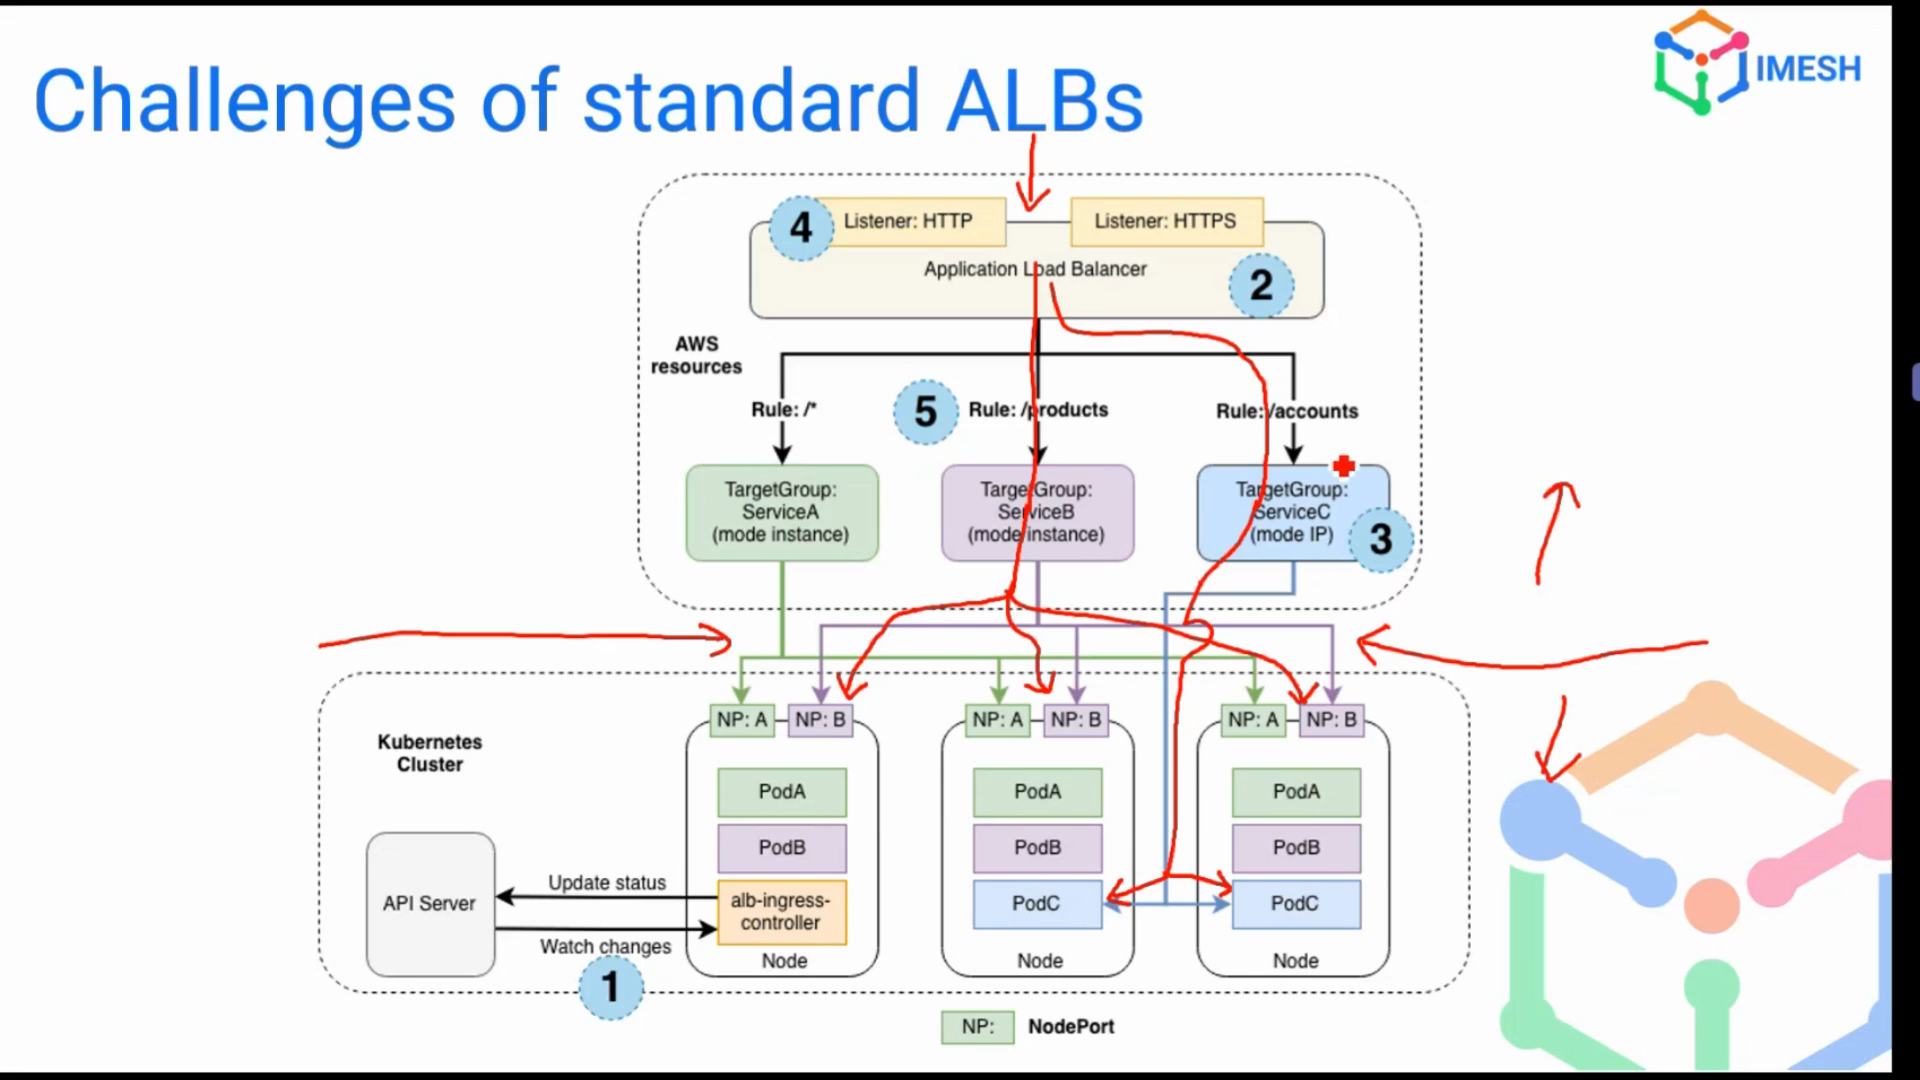 Challenges of standard ALBs
IMESH
4
Listener: HTTP
Listener: HTTPS
Application Load Balancer
2
AWS
resources
Rule: /*
5
Rule: /products
Rule: /accounts
TargetGroup:
ServiceA
(mode instance)
TargetGroup:
ServiceB
(mode instance)
TargetGroup:
ServiceC
(mode IP)
3
Kubernetes
Cluster
NP: A
NP: B
NP: A
NP: B
NP: A
NP: B
PodA
PodB
alb-ingress-
controller
Node
PodA
PodB
PodC
Node
PodA
PodB
PodC
Node
API Server
Update status
Watch changes
1
NP:
NodePort